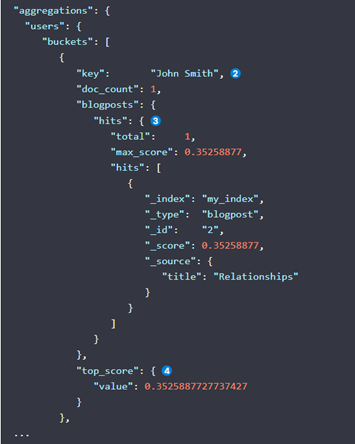 "aggregations": {
"users": {
"buckets": [
{
"key":       "John Smith", 2
"doc_count": 1,
"blogposts": {
"hits": { 3
"total":     1,
"max_score": 0.35258877,
"hits": [
{
"_index": "my_index",
"_type":  "blogpost",
"_id":    "2",
"_score": 0.35258877,
"_source": {
"title": "Relationships"
}
}
]
}
},
"top_score": { 4
"value": 0.3525887727737427
}
},
...